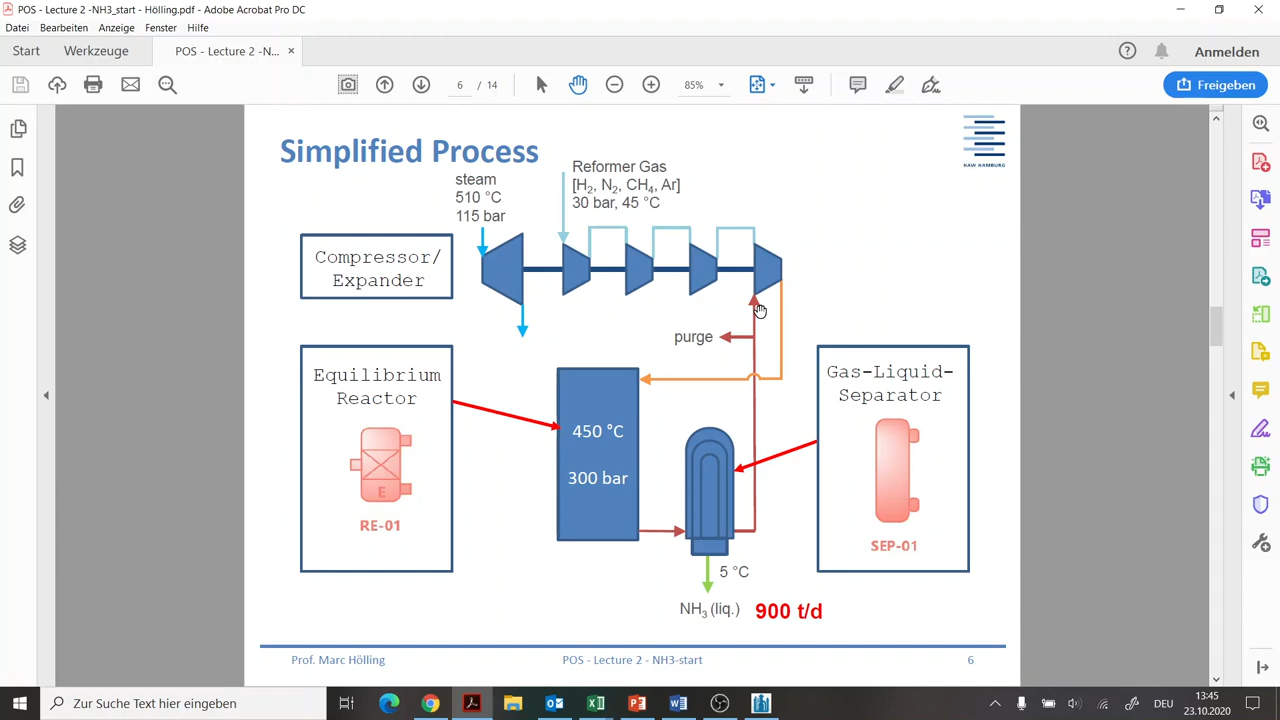 POS - Lecture 2 -NH3_start - Hölling.pdf - Adobe Acrobat Pro DC
Datei Bearbeiten Anzeige Fenster Hilfe
Start Werkzeuge POS - Lecture 2 -N... × Anmelden
6 / 14 85% Freigeben
Simplified Process
HAW HAMBURG
steam
510 °C
115 bar
Reformer Gas
[H₂, N₂, CH₄, Ar]
30 bar, 45 °C
Compressor/
Expander
purge
Equilibrium
Reactor
E
RE-01
450 °C
300 bar
Gas-Liquid-
Separator
SEP-01
5 °C
NH₃ (liq.) 900 t/d
Prof. Marc Hölling POS - Lecture 2 - NH3-start 6
Zur Suche Text hier eingeben
DEU
13:45
23.10.2020